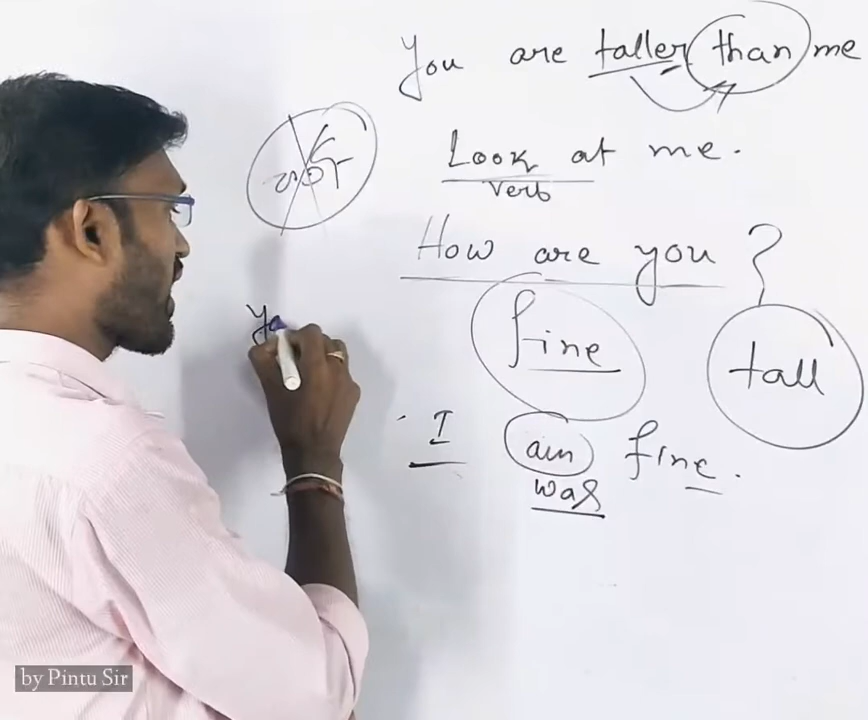 You are taller than me
Look at me.
verb
How are you ?
fine
tall
I am fine.
was
by Pintu Sir